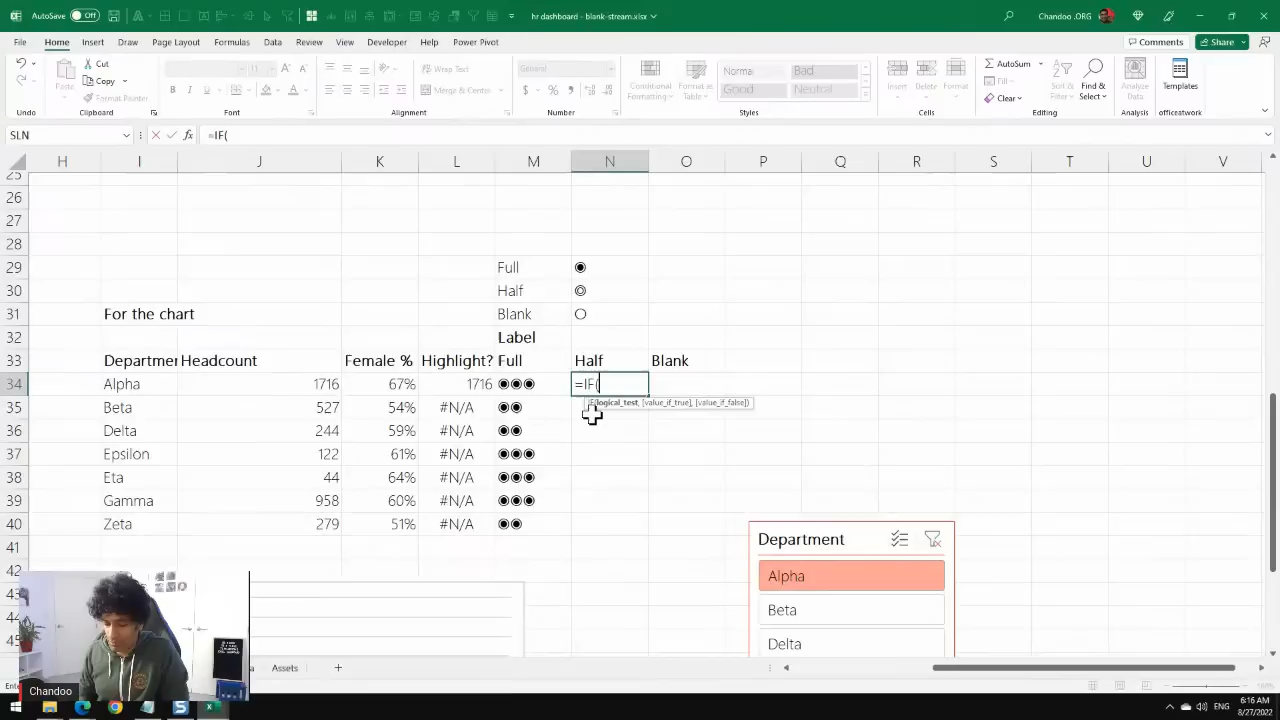 AutoSave Off hr dashboard - blank-stream.xlsx Chandoo .ORG
File Home Insert Draw Page Layout Formulas Data Review View Developer Help Power Pivot Comments Share
Cut
Copy
Format Painter
Paste
Undo Clipboard Font
Wrap Text
Merge & Center
Alignment
General
Number
Conditional Formatting Format as Table
Normal Bad
Good Neutral
Styles
Insert Delete Format
Cells
AutoSum
Fill
Clear
Sort & Filter Find & Select
Editing
Analyze Data
Analysis
Templates
officeatwork
SLN =IF(
H I J K L M N O P Q R S T U V
25
26
27
28
29 Full ◉
30 Half ◎
31 For the chart Blank ○
32 Label
33 Departmen Headcount Female % Highlight? Full Half Blank
34 Alpha 1716 67% 1716 ◉◉◉ =IF(
IF(logical_test, [value_if_true], [value_if_false])
35 Beta 527 54% #N/A ◉◉
36 Delta 244 59% #N/A ◉◉
37 Epsilon 122 61% #N/A ◉◉◉
38 Eta 44 64% #N/A ◉◉◉
39 Gamma 958 60% #N/A ◉◉◉
40 Zeta 279 51% #N/A ◉◉
41
42
43
44
45
Department
Alpha
Beta
Delta
Assets
Chandoo
ENG
6:16 AM
8/27/2022